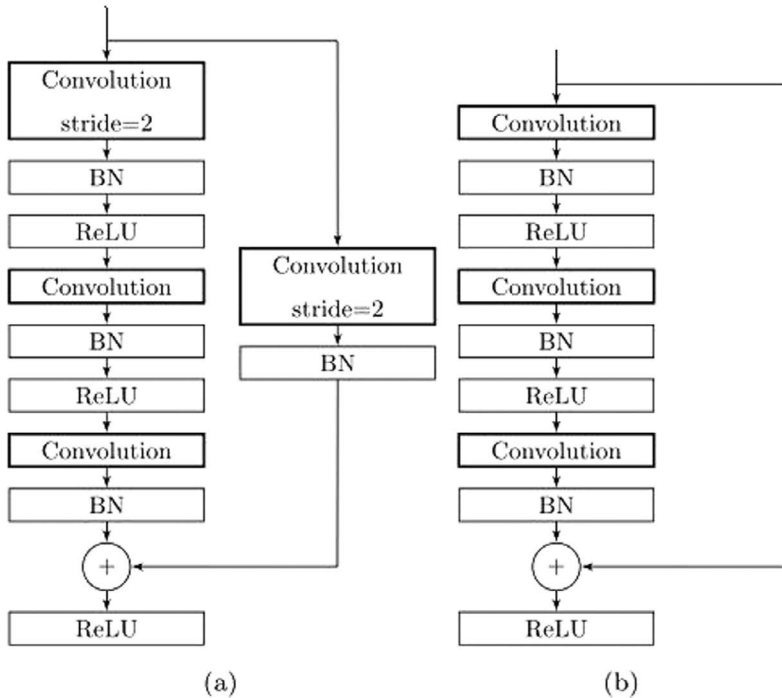 Convolution
stride=2
BN
ReLU
Convolution
BN
ReLU
Convolution
BN
+
ReLU
Convolution
stride=2
BN
(a)
Convolution
BN
ReLU
Convolution
BN
ReLU
Convolution
BN
+
ReLU
(b)